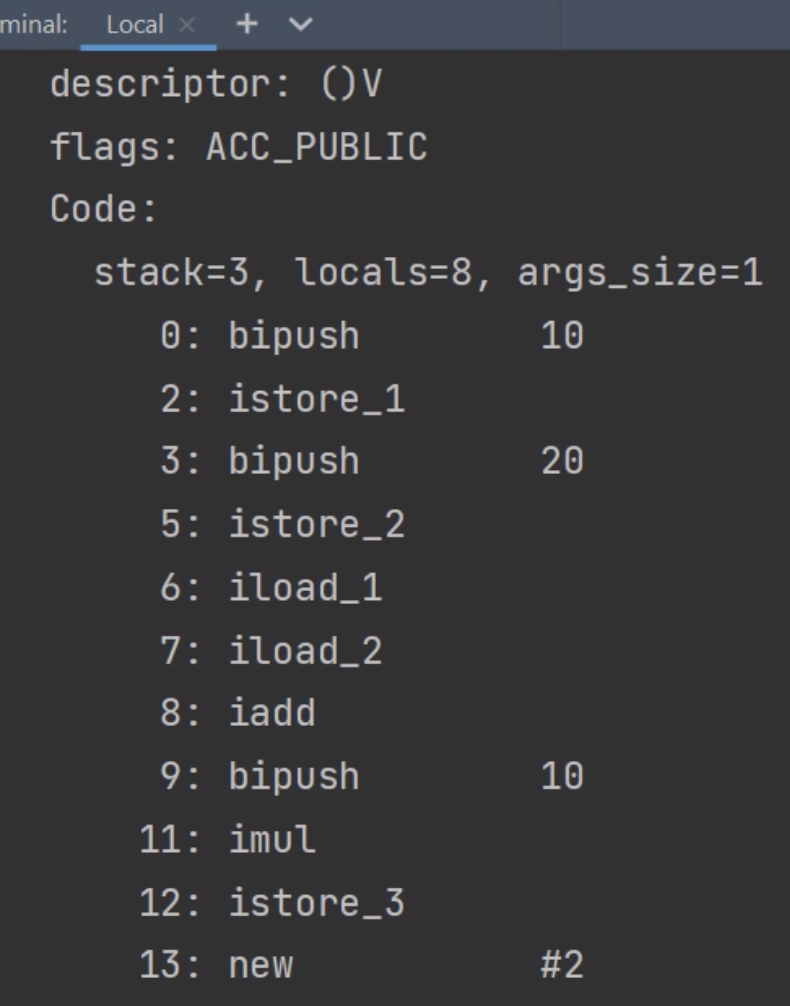 minal: Local × + 
descriptor: ()V
flags: ACC_PUBLIC
Code:
stack=3, locals=8, args_size=1
0: bipush 10
2: istore_1
3: bipush 20
5: istore_2
6: iload_1
7: iload_2
8: iadd
9: bipush 10
11: imul
12: istore_3
13: new #2